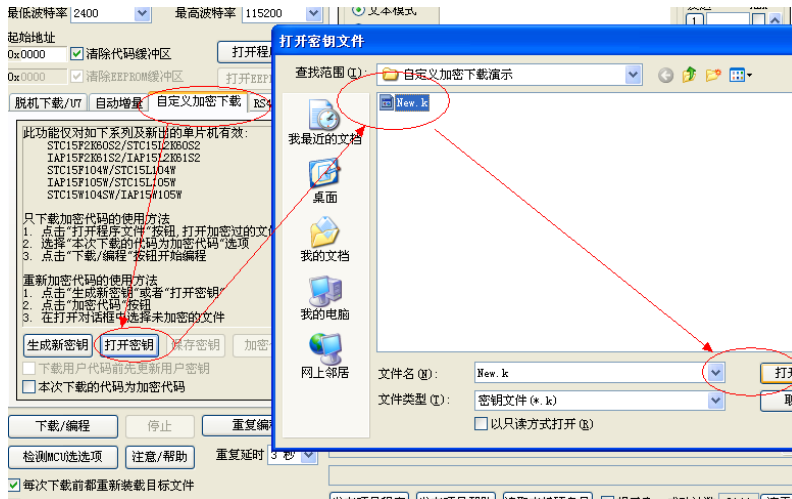 最低波特率 2400 最高波特率 115200 文本模式
起始地址
0x0000 清除代码缓冲区 打开程
0x0000 清除EEPROM缓冲区 打开EEP
脱机下载/U7 自动增量 自定义加密下载 RS4
此功能仅对如下系列及新出的单片机有效:
STC15F2K60S2/STC15L2K60S2
IAP15F2K61S2/IAP15L2K61S2
STC15F104W/STC15L104W
IAP15F105W/STC15L105W
STC15W104SW/IAP15W105W
只下载加密代码的使用方法
1. 点击“打开程序文件”按钮,打开加密过的文
2. 选择“本次下载的代码为加密代码”选项
3. 点击“下载/编程”按钮开始编程
重新加密代码的使用方法
1. 点击“生成新密钥”或者“打开密钥”
2. 点击“加密代码”按钮
3. 在打开对话框中选择未加密的文件
生成新密钥 打开密钥 保存密钥 加密
下载用户代码前先更新用户密钥
本次下载的代码为加密代码
下载/编程 停止 重复编
检测MCU选项 注意/帮助 重复延时 3 秒
每次下载前都重新装载目标文件
打开密钥文件
查找范围(I): 自定义加密下载演示
New.k
我最近的文档
桌面
我的文档
我的电脑
网上邻居
文件名(N): New.k 打开
文件类型(T): 密钥文件 (*.k) 取
以只读方式打开(R)